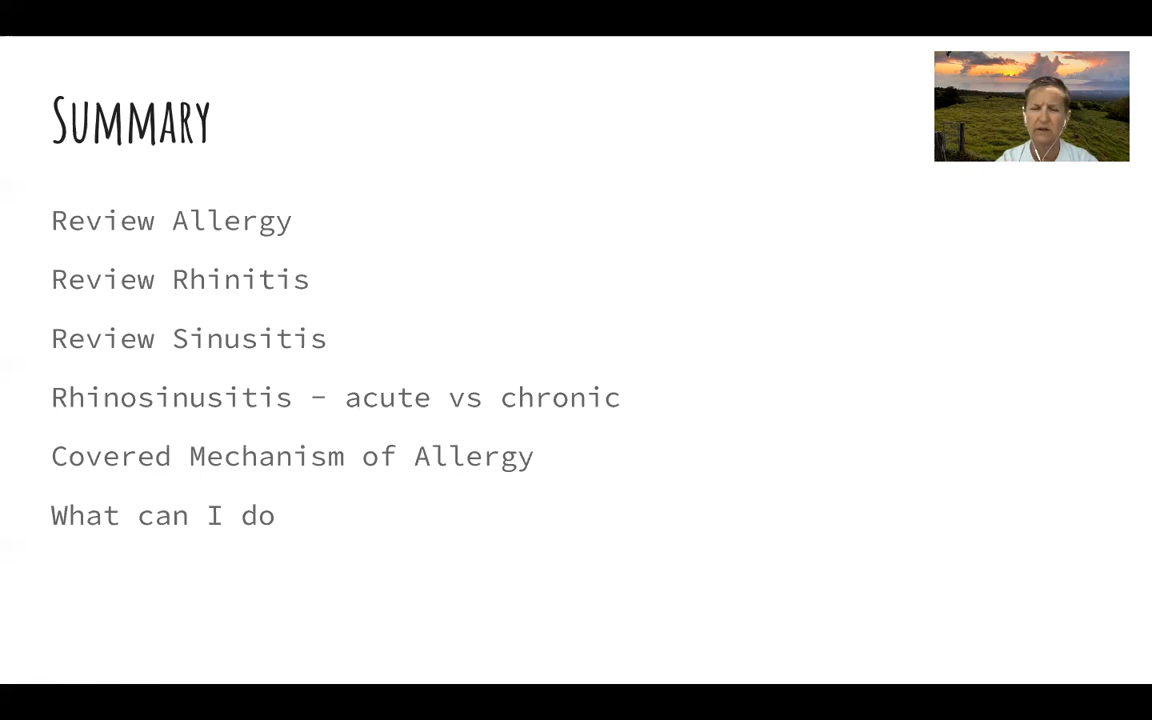 Summary
Review Allergy
Review Rhinitis
Review Sinusitis
Rhinosinusitis - acute vs chronic
Covered Mechanism of Allergy
What can I do